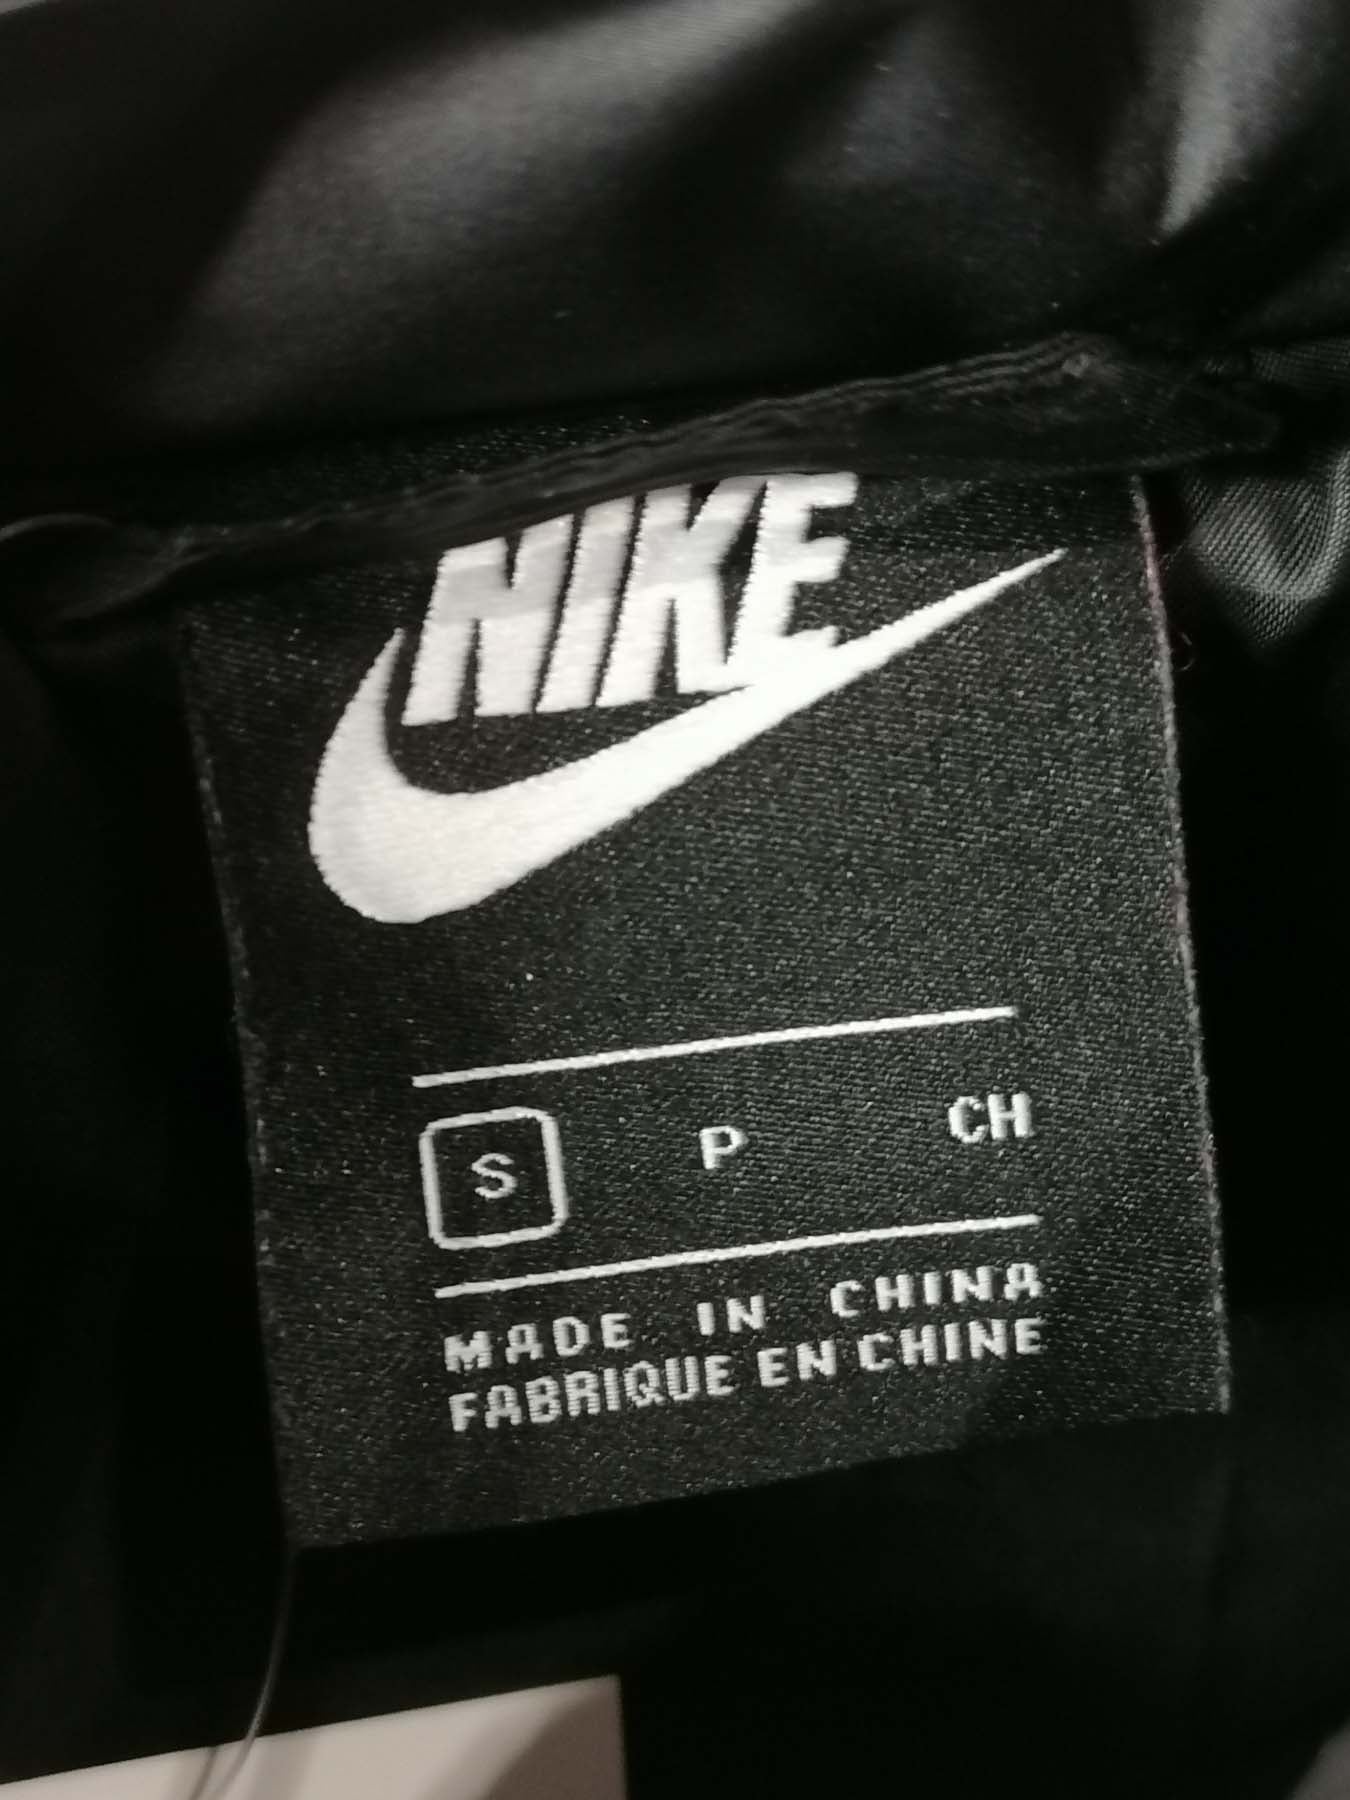 NIKE
S P CH
MADE IN CHINA
FABRIQUE EN CHINE